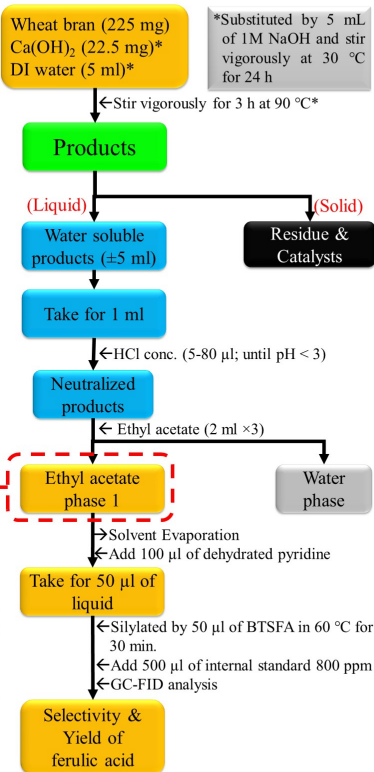 Wheat bran (225 mg)
Ca(OH)₂ (22.5 mg)*
DI water (5 ml)*
*Substituted by 5 mL
of 1M NaOH and stir
vigorously at 30 ℃
for 24 h
←Stir vigorously for 3 h at 90 ℃*
Products
(Liquid)
(Solid)
Water soluble
products (±5 ml)
Residue &
Catalysts
Take for 1 ml
←HCl conc. (5-80 µl; until pH < 3)
Neutralized
products
←Ethyl acetate (2 ml ×3)
Ethyl acetate
phase 1
Water
phase
→Solvent Evaporation
←Add 100 µl of dehydrated pyridine
Take for 50 µl of
liquid
←Silylated by 50 µl of BTSFA in 60 ℃ for
30 min.
←Add 500 µl of internal standard 800 ppm
←GC-FID analysis
Selectivity &
Yield of
ferulic acid